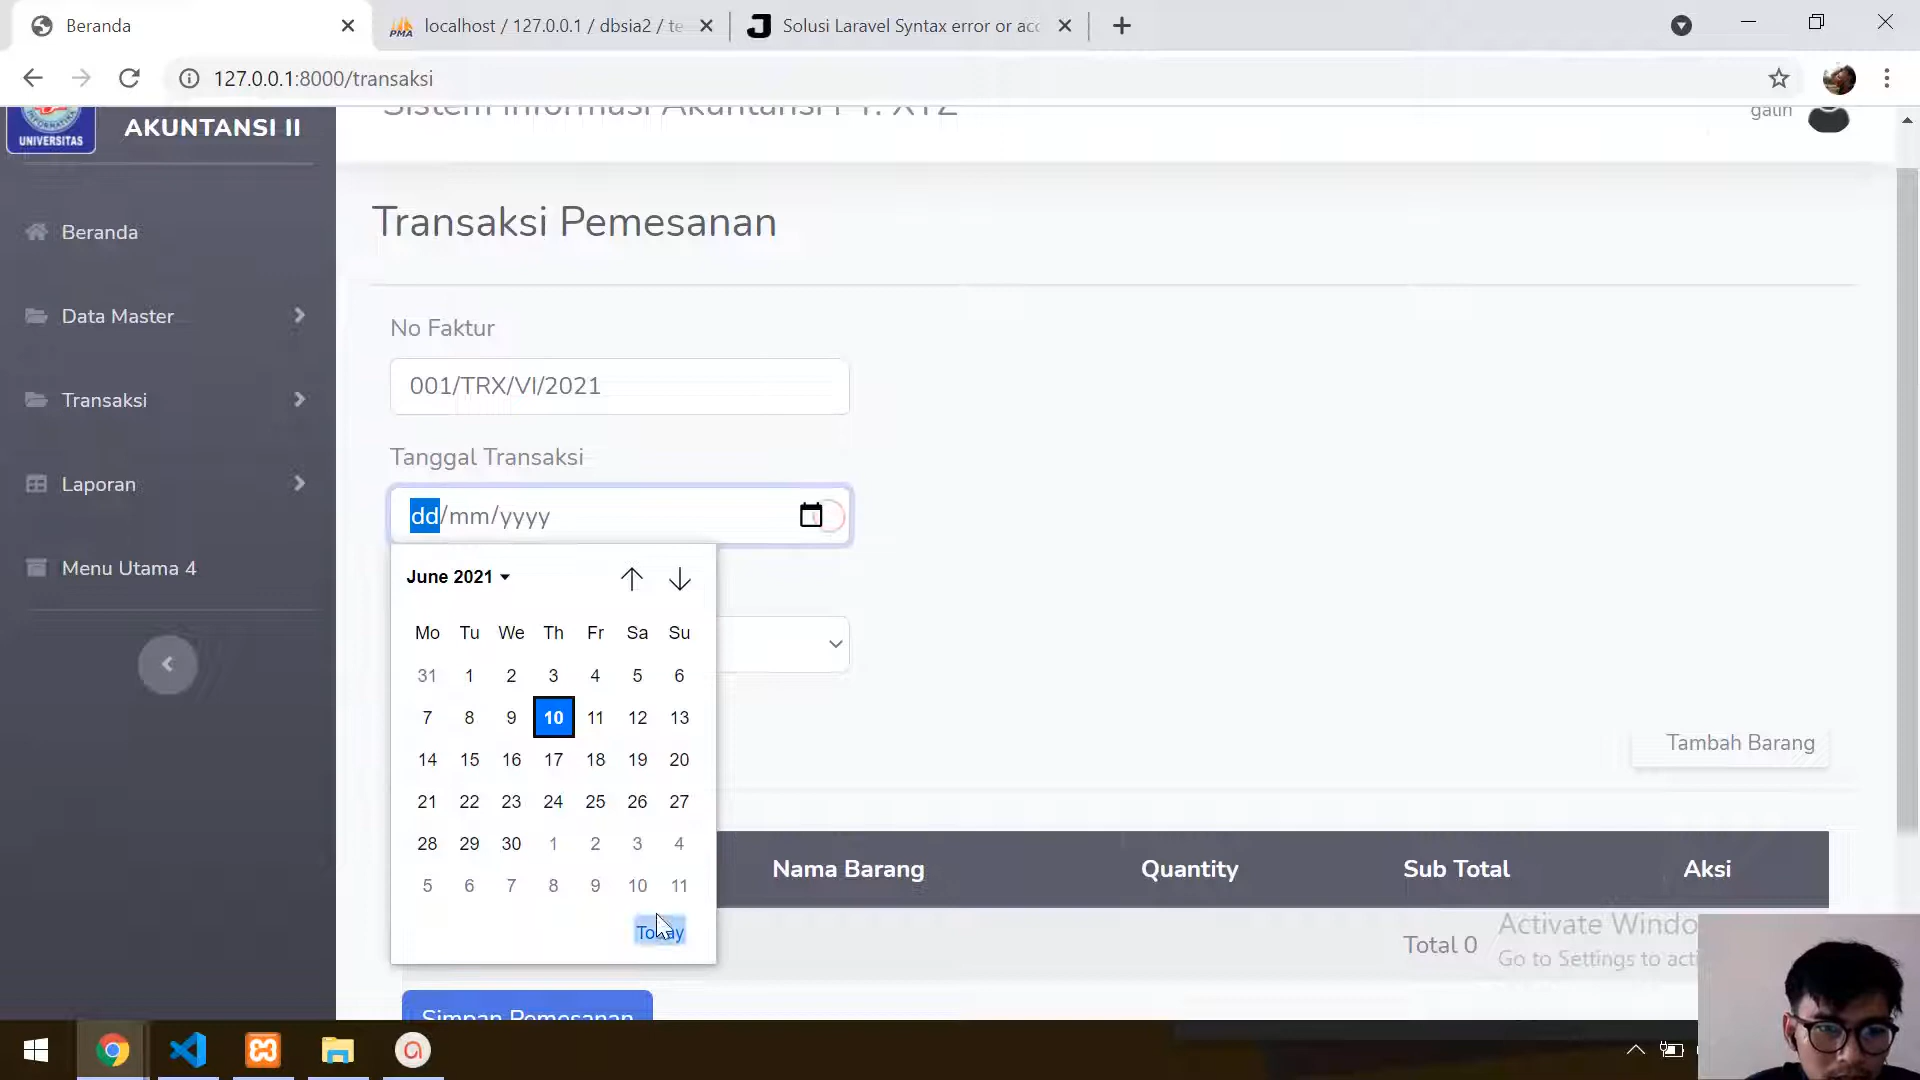 Beranda
localhost / 127.0.0.1 / dbsia2 / te
Solusi Laravel Syntax error or acc
127.0.0.1:8000/transaksi
UNIVERSITAS
AKUNTANSI II
Sistem Informasi Akuntansi PT. XYZ
galih
Beranda
Data Master
Transaksi
Laporan
Menu Utama 4
Transaksi Pemesanan
No Faktur
001/TRX/VI/2021
Tanggal Transaksi
dd/mm/yyyy
June 2021
Mo Tu We Th Fr Sa Su
31 1 2 3 4 5 6
7 8 9 10 11 12 13
14 15 16 17 18 19 20
21 22 23 24 25 26 27
28 29 30 1 2 3 4
5 6 7 8 9 10 11
Today
Tambah Barang
Nama Barang Quantity Sub Total Aksi
Total 0
Activate Windo
Go to Settings to acti
Simpan Pemesanan